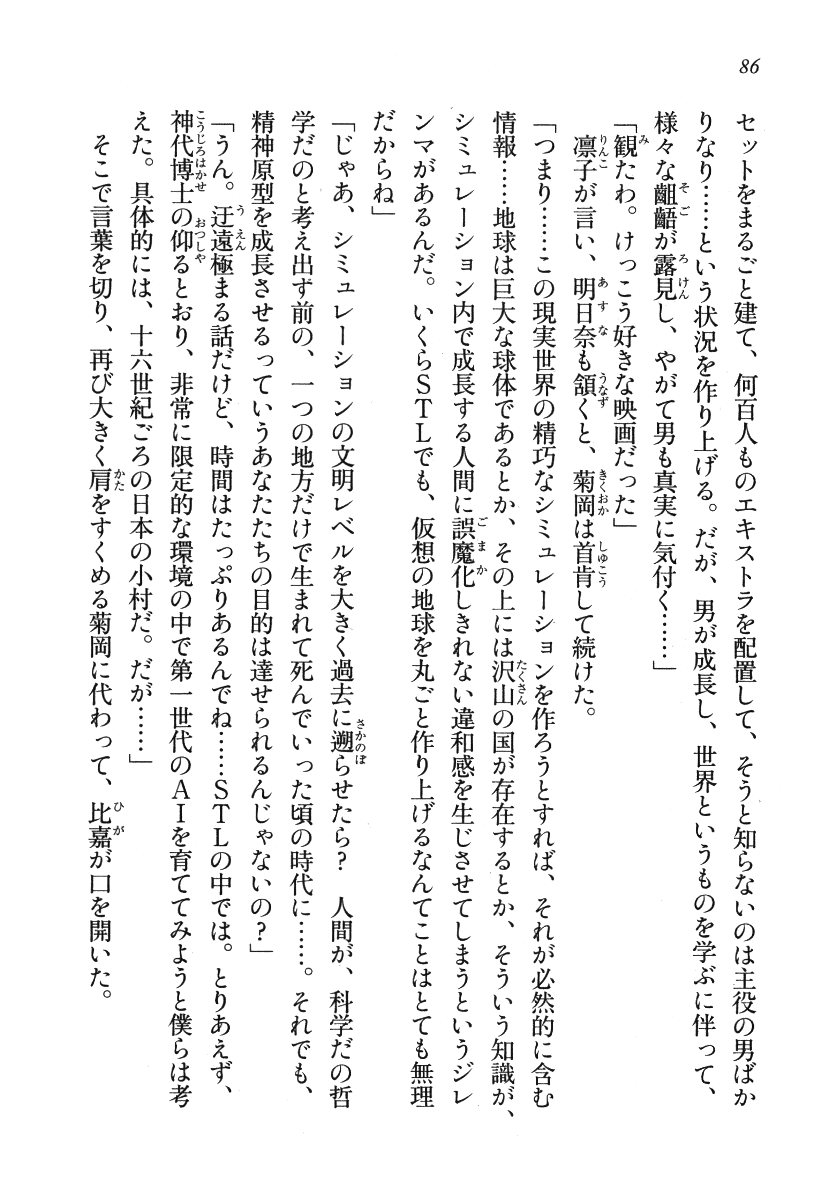 86
セットをまるごと建て、何百人ものエキストラを配置して、そうと知らないのは主役の男ばか
りなり……という状況を作り上げる。だが、男が成長し、世界というものを学ぶに伴って、
様々な齟齬が露見し、やがて男も真実に気付く……」
「観たわ。けっこう好きな映画だった」
凛子が言い、明日奈も頷くと、菊岡は首肯して続けた。
「つまり……この現実世界の精巧なシミュレーションを作ろうとすれば、それが必然的に含む
情報……地球は巨大な球体であるとか、その上には沢山の国が存在するとか、そういう知識が、
シミュレーション内で成長する人間に誤魔化しきれない違和感を生じさせてしまうというジレ
ンマがあるんだ。いくらSTLでも、仮想の地球を丸ごと作り上げるなんてことはとても無理
だからね」
「じゃあ、シミュレーションの文明レベルを大きく過去に遡らせたら？　人間が、科学だの哲
学だのと考え出す前の、一つの地方だけで生まれて死んでいった頃の時代に……。それでも、
精神原型を成長させるっていうあなたたちの目的は達せられるんじゃないの？」
「うん。迂遠極まる話だけど、時間はたっぷりあるんでね……STLの中では。とりあえず、
神代博士の仰るとおり、非常に限定的な環境の中で第一世代のAIを育ててみようと僕らは考
えた。具体的には、十六世紀ごろの日本の小村だ。だが……」
そこで言葉を切り、再び大きく肩をすくめる菊岡に代わって、比嘉が口を開いた。